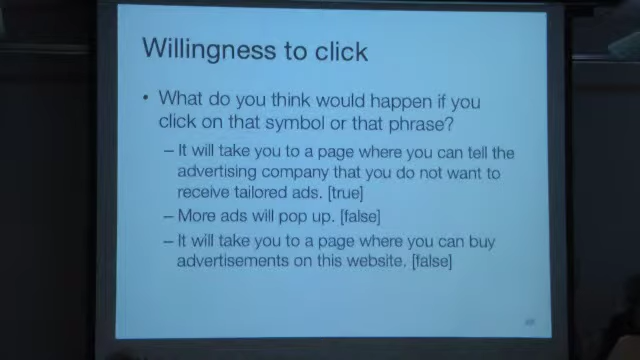 Willingness to click
• What do you think would happen if you
click on that symbol or that phrase?
– It will take you to a page where you can tell the
advertising company that you do not want to
receive tailored ads. [true]
– More ads will pop up. [false]
– It will take you to a page where you can buy
advertisements on this website. [false]